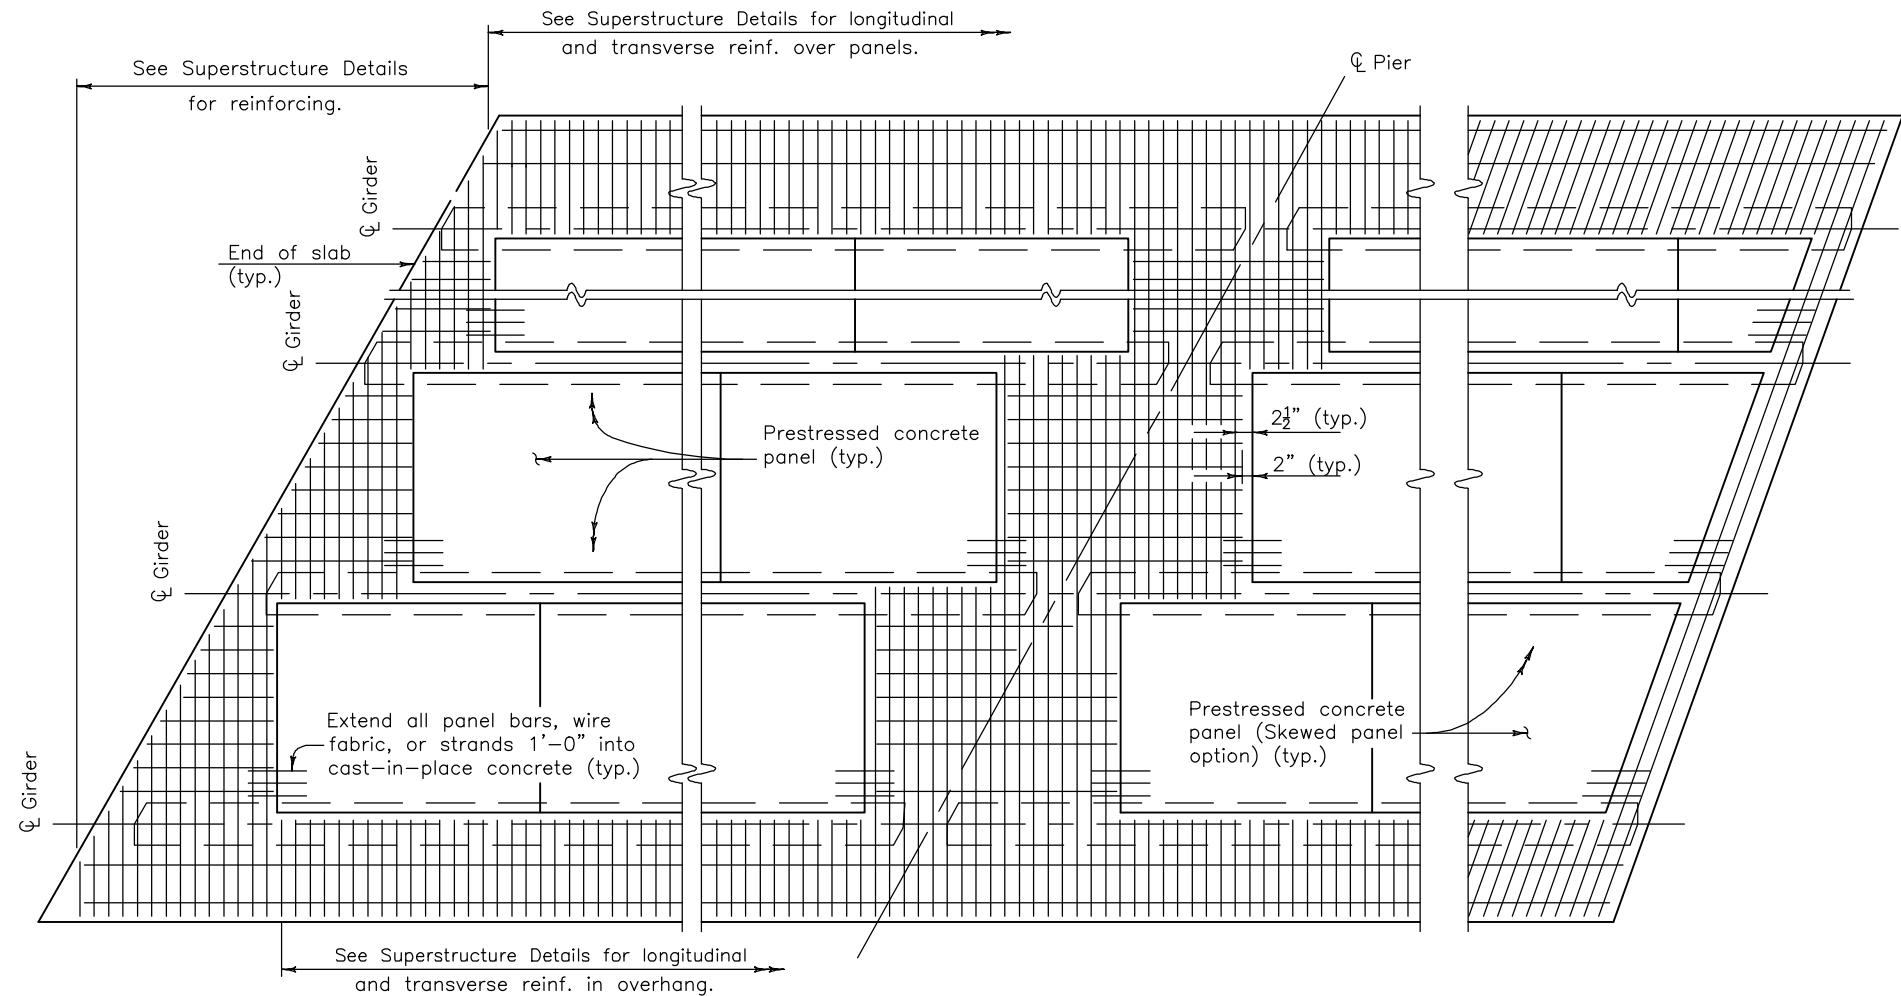 See Superstructure Details for longitudinal
and transverse reinf. over panels.
See Superstructure Details
for reinforcing.
℄ Pier
℄ Girder
End of slab
(typ.)
℄ Girder
2½" (typ.)
Prestressed concrete
panel (typ.)
2" (typ.)
℄ Girder
Extend all panel bars, wire
fabric, or strands 1'-0" into
cast-in-place concrete (typ.)
Prestressed concrete
panel (Skewed panel
option) (typ.)
℄ Girder
See Superstructure Details for longitudinal
and transverse reinf. in overhang.